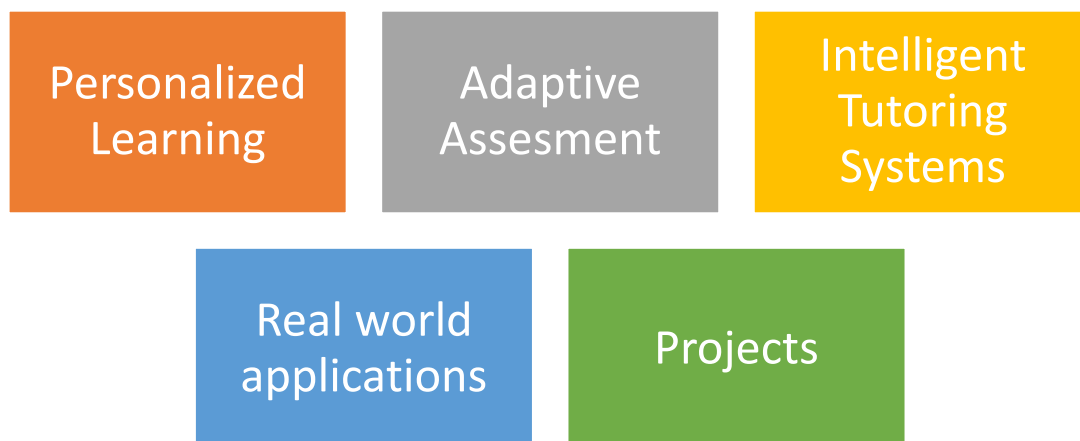 Personalized
Learning
Adaptive
Assesment
Intelligent
Tutoring
Systems
Real world
applications
Projects